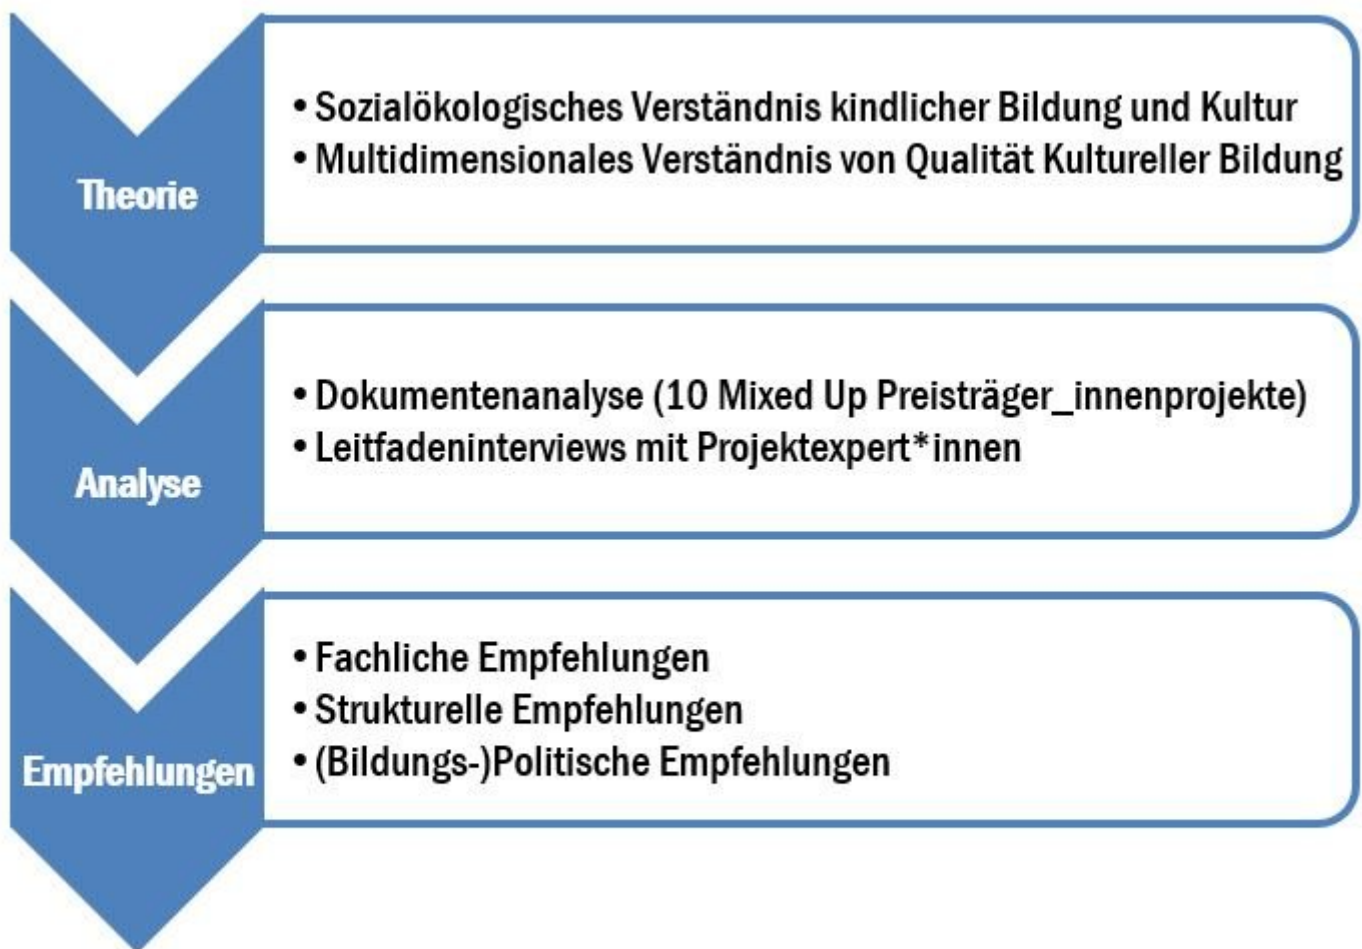 Theorie
• Sozialökologisches Verständnis kindlicher Bildung und Kultur
• Multidimensionales Verständnis von Qualität Kultureller Bildung
Analyse
• Dokumentenanalyse (10 Mixed Up Preisträger_innenprojekte)
• Leitfadeninterviews mit Projektexpert*innen
Empfehlungen
• Fachliche Empfehlungen
• Strukturelle Empfehlungen
• (Bildungs-)Politische Empfehlungen